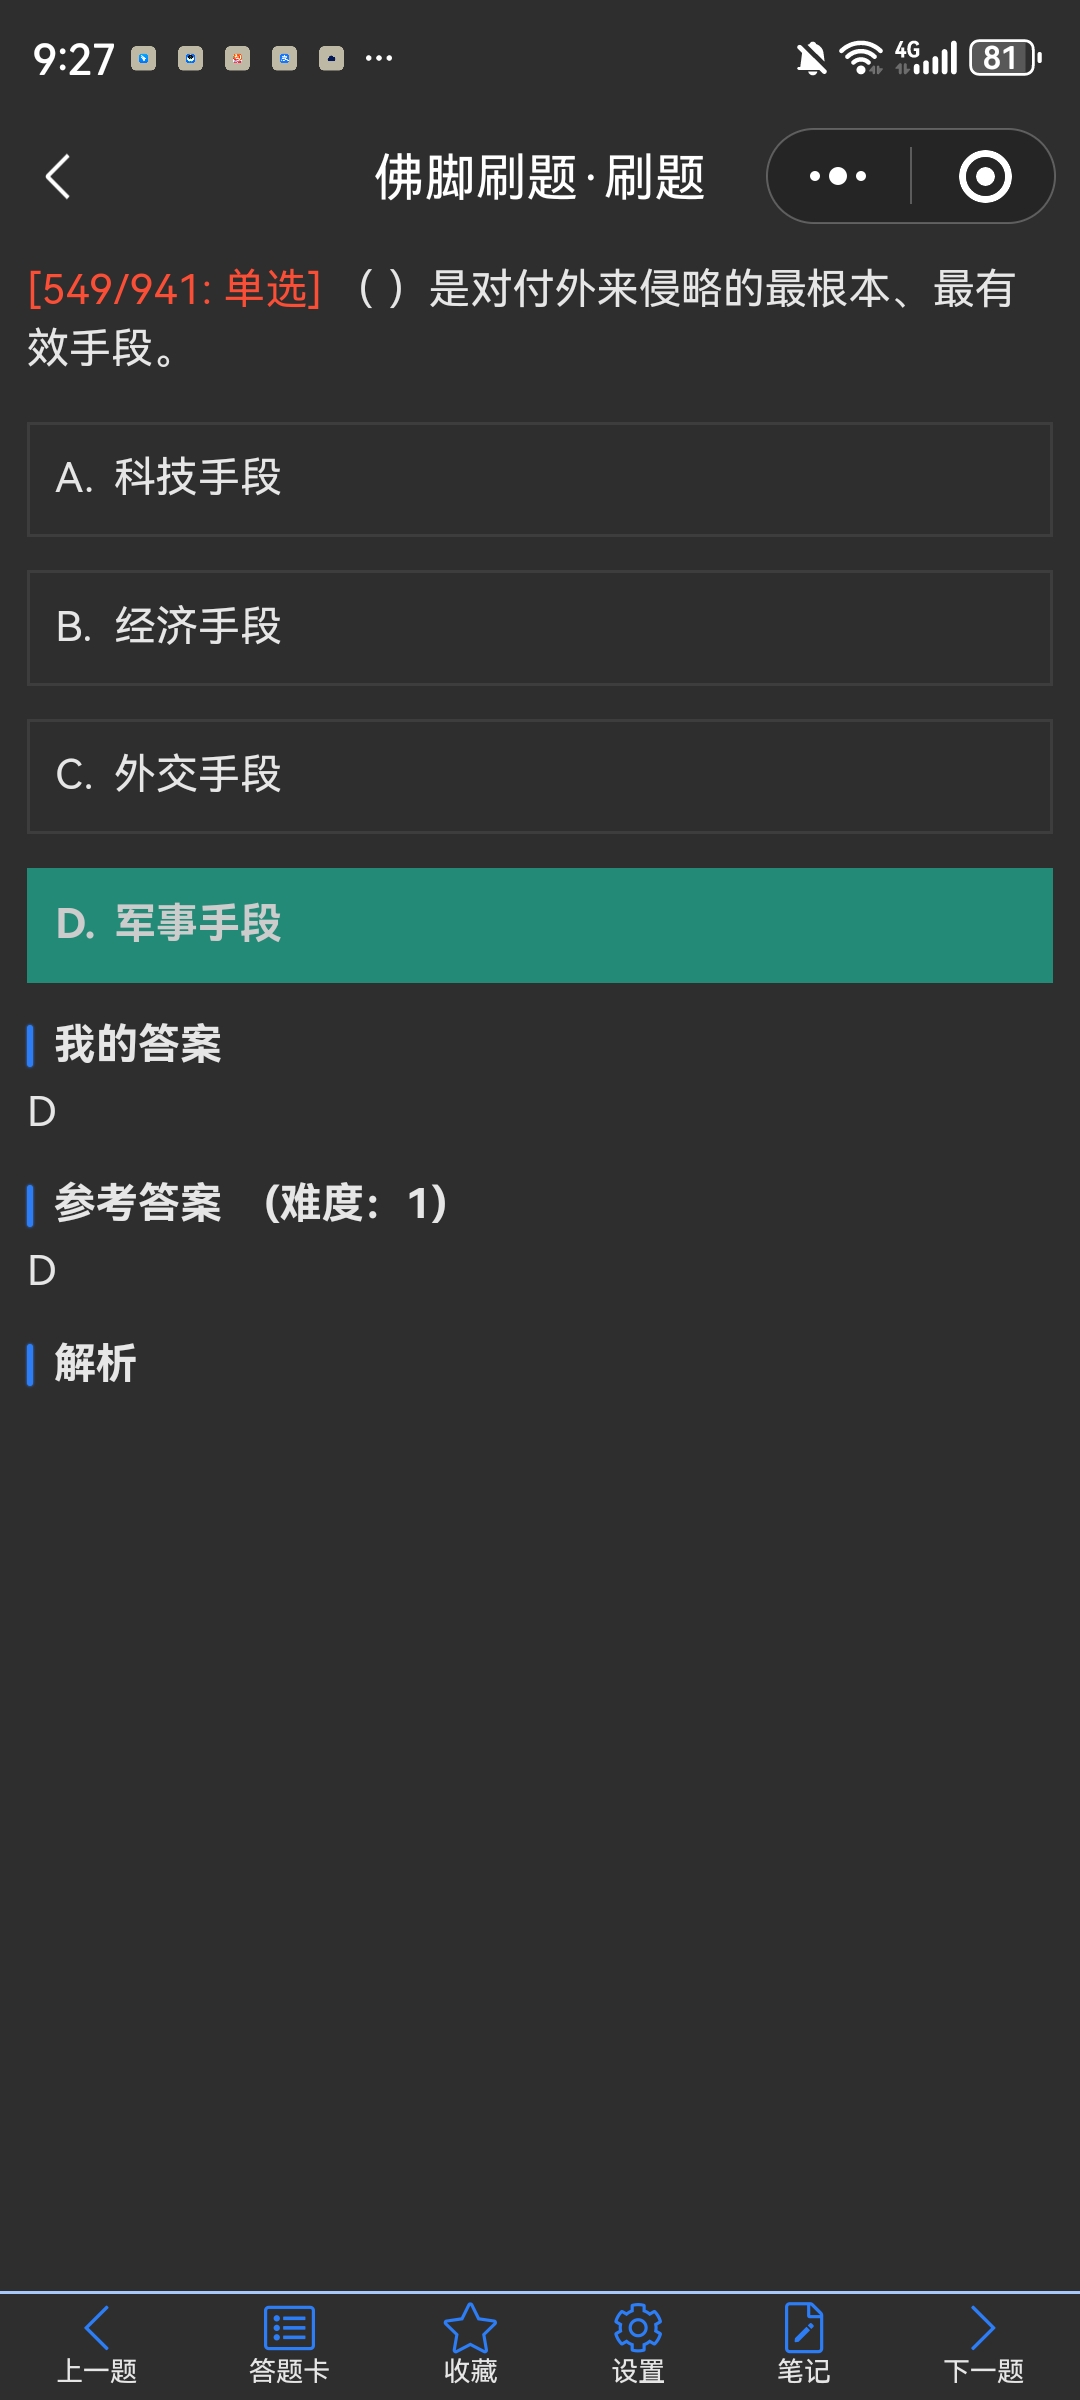 9:27
4G
81
佛脚刷题·刷题
[549/941: 单选] （ ）是对付外来侵略的最根本、最有
效手段。
A. 科技手段
B. 经济手段
C. 外交手段
D. 军事手段
我的答案
D
参考答案 (难度：1)
D
解析
上一题 答题卡 收藏 设置 笔记 下一题